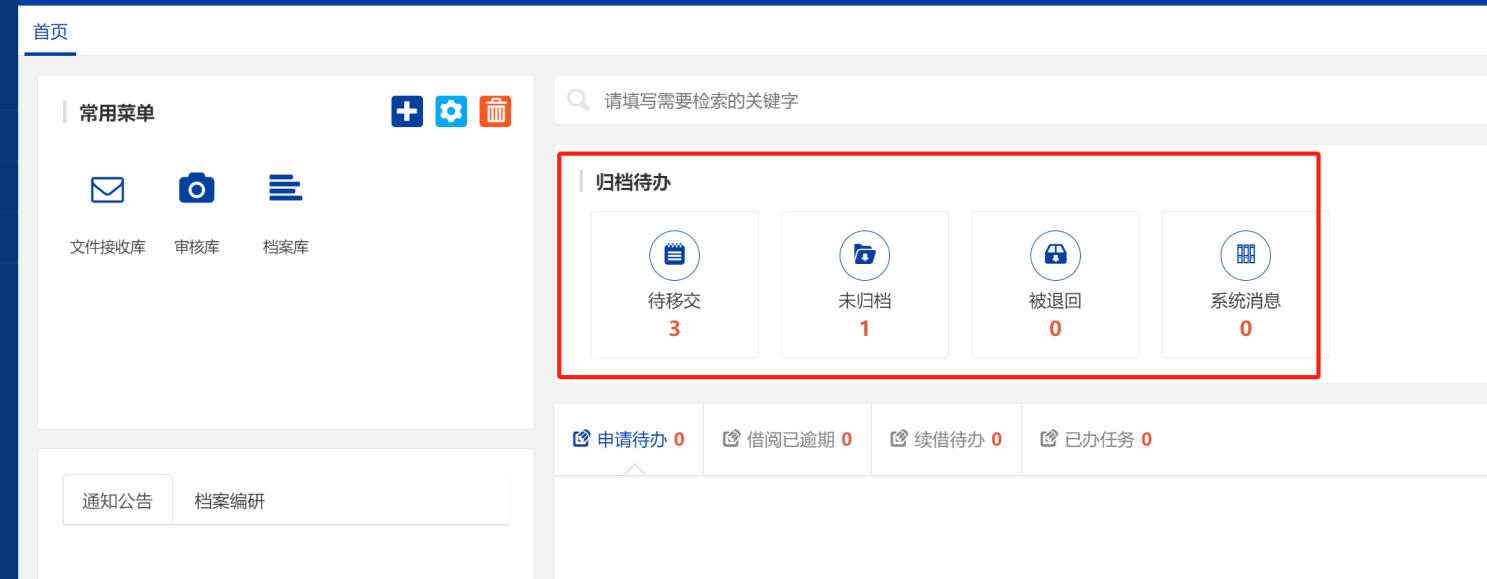 首页
常用菜单
文件接收库 审核库 档案库
请填写需要检索的关键字
归档待办
待移交 未归档 被退回 系统消息
3 1 0 0
申请待办 0 借阅已逾期 0 续借待办 0 已办任务 0
通知公告 档案编研